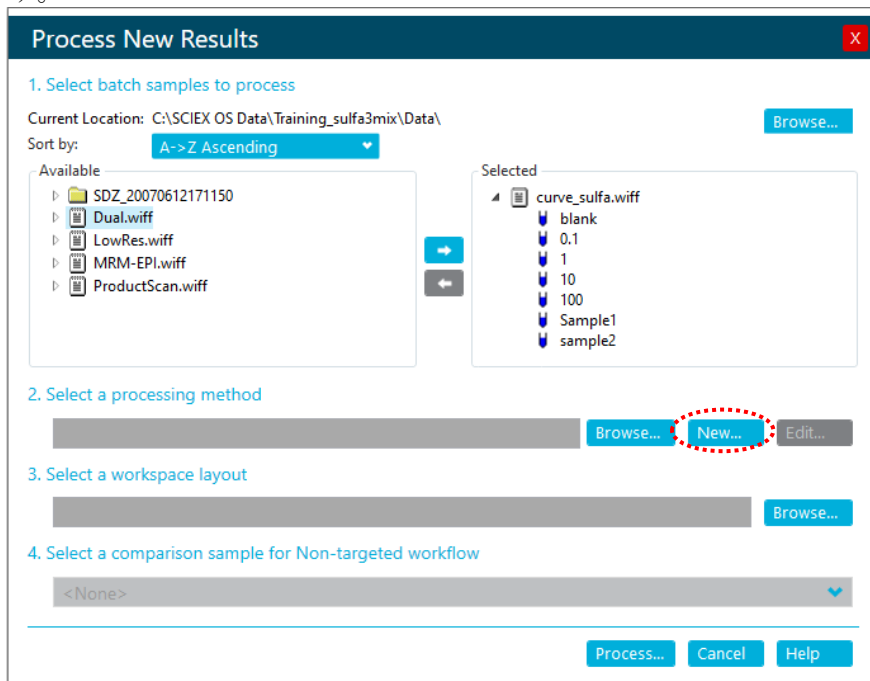 Process New Results
X
1. Select batch samples to process
Current Location: C:\SCIEX OS Data\Training_sulfa3mix\Data\
Browse...
Sort by:
A->Z Ascending
Available
SDZ_20070612171150
Dual.wiff
LowRes.wiff
MRM-EPI.wiff
ProductScan.wiff
Selected
curve_sulfa.wiff
blank
0.1
1
10
100
Sample1
sample2
2. Select a processing method
Browse... New... Edit...
3. Select a workspace layout
Browse...
4. Select a comparison sample for Non-targeted workflow
<None>
Process... Cancel Help